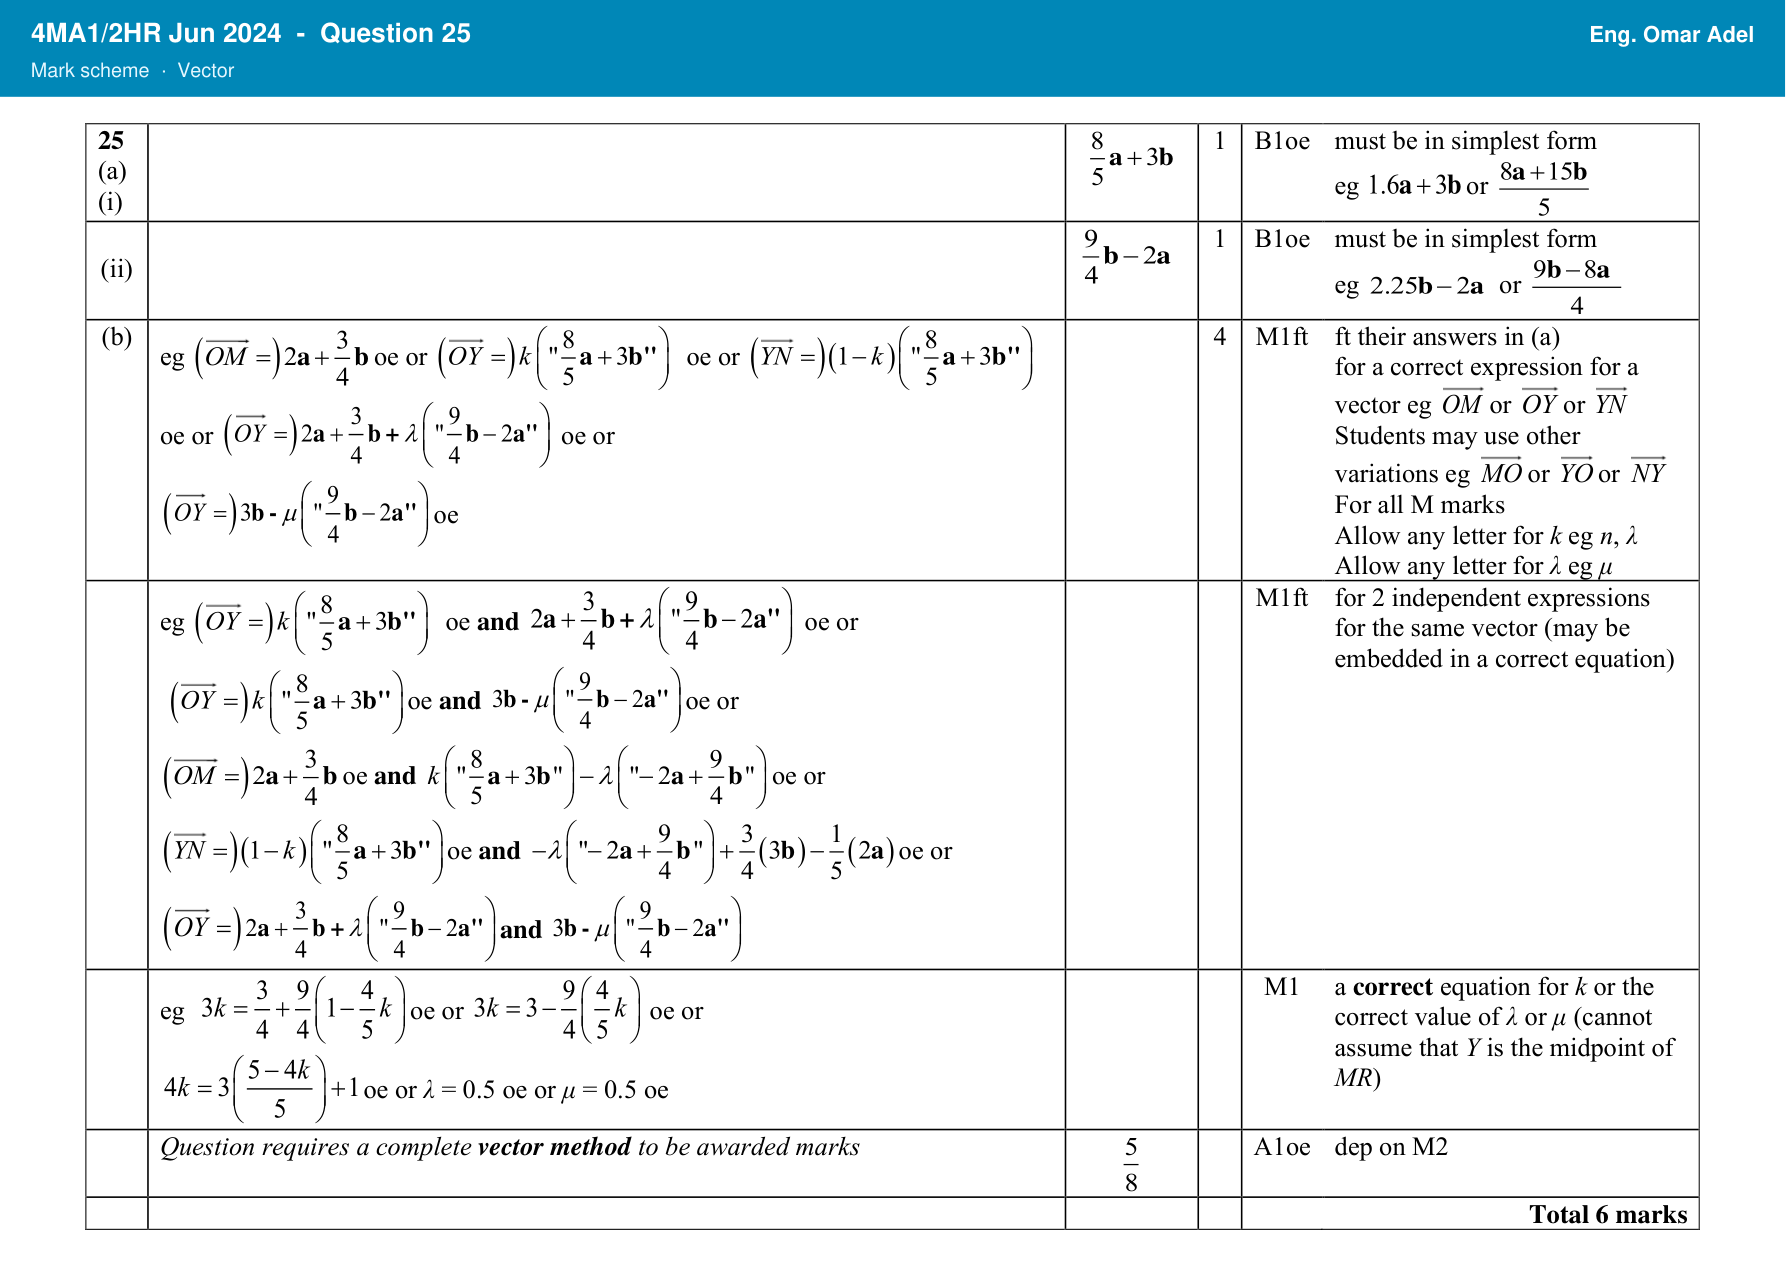 4MA1/2HR Jun 2024 - Question 25
Eng. Omar Adel
Mark scheme · Vector
25 (a) (i)
8/5 a + 3b
1
B1oe
must be in simplest form
eg 1.6a + 3b or (8a + 15b)/5
(ii)
9/4 b − 2a
1
B1oe
must be in simplest form
eg 2.25b − 2a or (9b − 8a)/4
(b)
eg (OM⃗ =) 2a + 3/4 b oe or (OY⃗ =) k("8/5 a + 3b") oe or (YN⃗ =)(1 − k)("8/5 a + 3b")
oe or (OY⃗ =) 2a + 3/4 b + λ("9/4 b − 2a") oe or
(OY⃗ =) 3b - μ("9/4 b − 2a") oe
4
M1ft
ft their answers in (a)
for a correct expression for a
vector eg OM⃗ or OY⃗ or YN⃗
Students may use other
variations eg MO⃗ or YO⃗ or NY⃗
For all M marks
Allow any letter for k eg n, λ
Allow any letter for λ eg μ
eg (OY⃗ =) k("8/5 a + 3b") oe and 2a + 3/4 b + λ("9/4 b − 2a") oe or
(OY⃗ =) k("8/5 a + 3b") oe and 3b - μ("9/4 b − 2a") oe or
(OM⃗ =) 2a + 3/4 b oe and k("8/5 a + 3b") − λ("− 2a + 9/4 b") oe or
(YN⃗ =)(1 − k)("8/5 a + 3b") oe and −λ("− 2a + 9/4 b") + 3/4 (3b) − 1/5 (2a) oe or
(OY⃗ =) 2a + 3/4 b + λ("9/4 b − 2a") and 3b - μ("9/4 b − 2a")
M1ft
for 2 independent expressions
for the same vector (may be
embedded in a correct equation)
eg 3k = 3/4 + 9/4 (1 − 4/5 k) oe or 3k = 3 − 9/4 (4/5 k) oe or
4k = 3((5 − 4k)/5) + 1 oe or λ = 0.5 oe or μ = 0.5 oe
M1
a correct equation for k or the
correct value of λ or μ (cannot
assume that Y is the midpoint of
MR)
Question requires a complete vector method to be awarded marks
5/8
A1oe
dep on M2
Total 6 marks